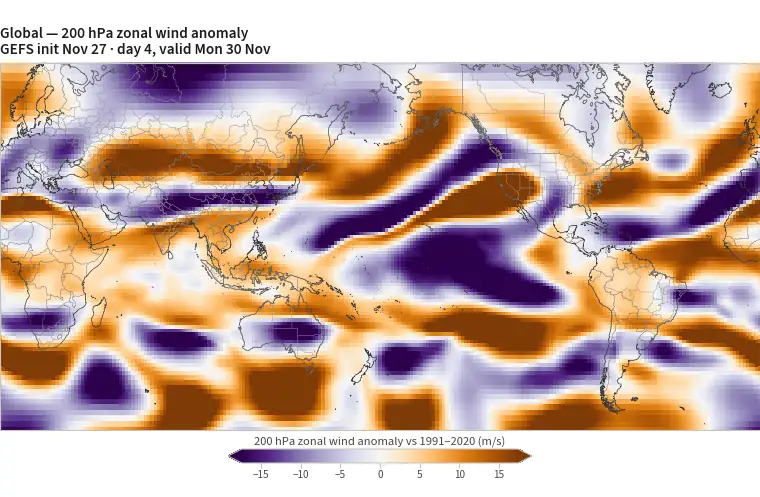 Global — 200 hPa zonal wind anomaly
GEFS init Nov 27 · day 4, valid Mon 30 Nov
200 hPa zonal wind anomaly vs 1991–2020 (m/s)
−15 −10 −5 0 5 10 15